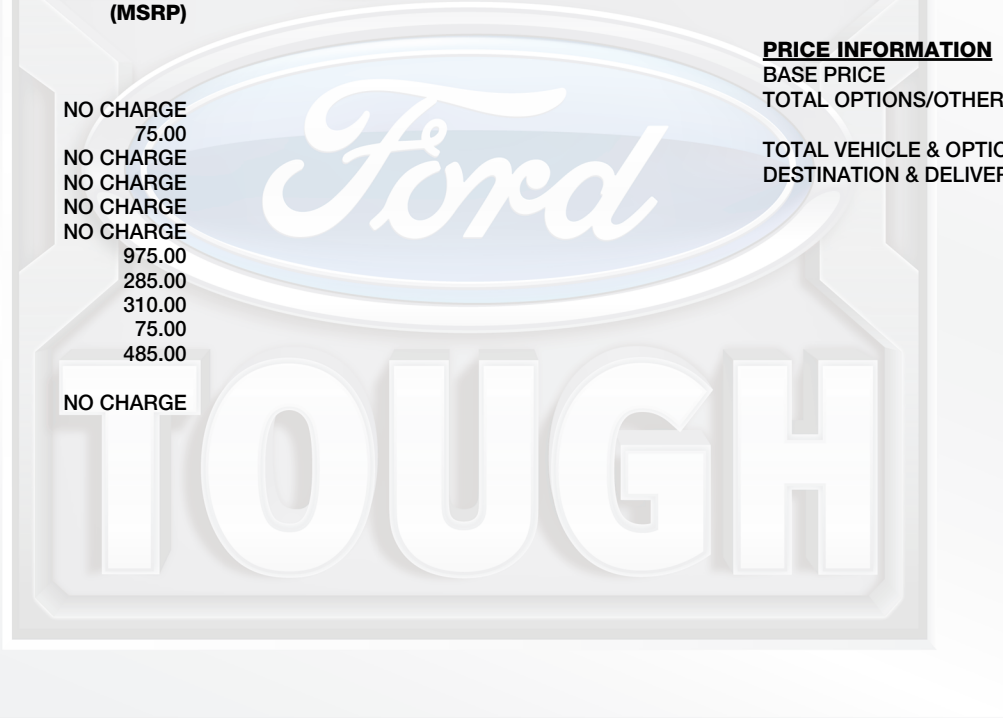 (MSRP)
NO CHARGE
75.00
NO CHARGE
NO CHARGE
NO CHARGE
NO CHARGE
975.00
285.00
310.00
75.00
485.00
NO CHARGE
PRICE INFORMATION
BASE PRICE
TOTAL OPTIONS/OTHER
TOTAL VEHICLE & OPTIO
DESTINATION & DELIVER
Ford
TOUGH